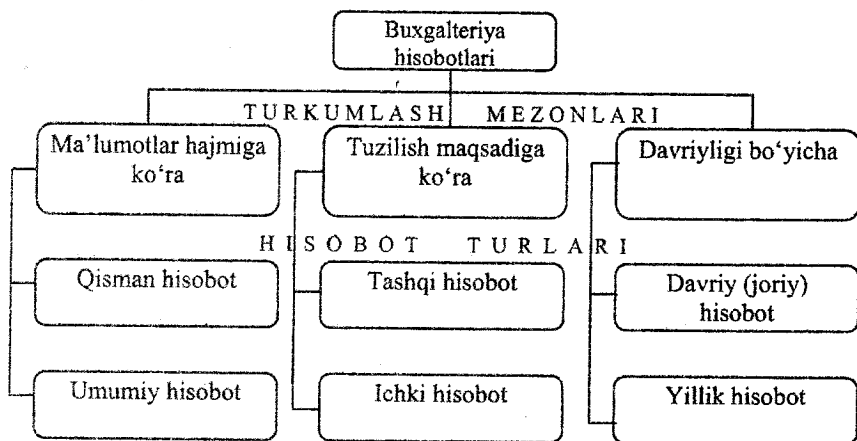 Buxgalteriya
hisobotlari
TURKUMLASH MEZONLARI
Ma’lumotlar hajmiga
ko‘ra
Tuzilish maqsadiga
ko‘ra
Davriyligi bo‘yicha
HISOBOT TURLARI
Qisman hisobot
Tashqi hisobot
Davriy (joriy)
hisobot
Umumiy hisobot
Ichki hisobot
Yillik hisobot